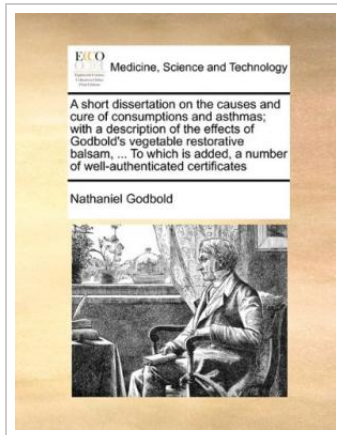 ECCO
Medicine, Science and Technology
A short dissertation on the causes and
cure of consumptions and asthmas;
with a description of the effects of
Godbold's vegetable restorative
balsam, ... To which is added, a number
of well-authenticated certificates
Nathaniel Godbold